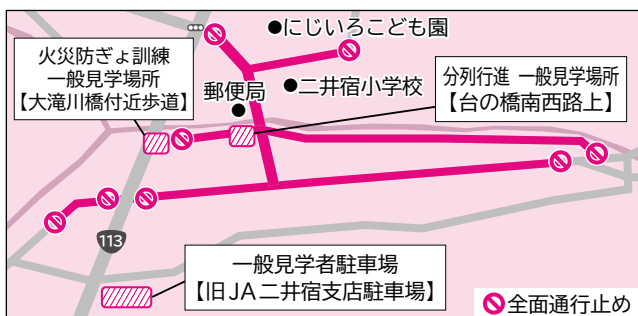 ●にじいろこども園
火災防ぎょ訓練
一般見学場所
【大滝川橋付近歩道】
郵便局
●二井宿小学校
分列行進 一般見学場所
【台の橋南西路上】
113
一般見学者駐車場
【旧JA二井宿支店駐車場】
全面通行止め